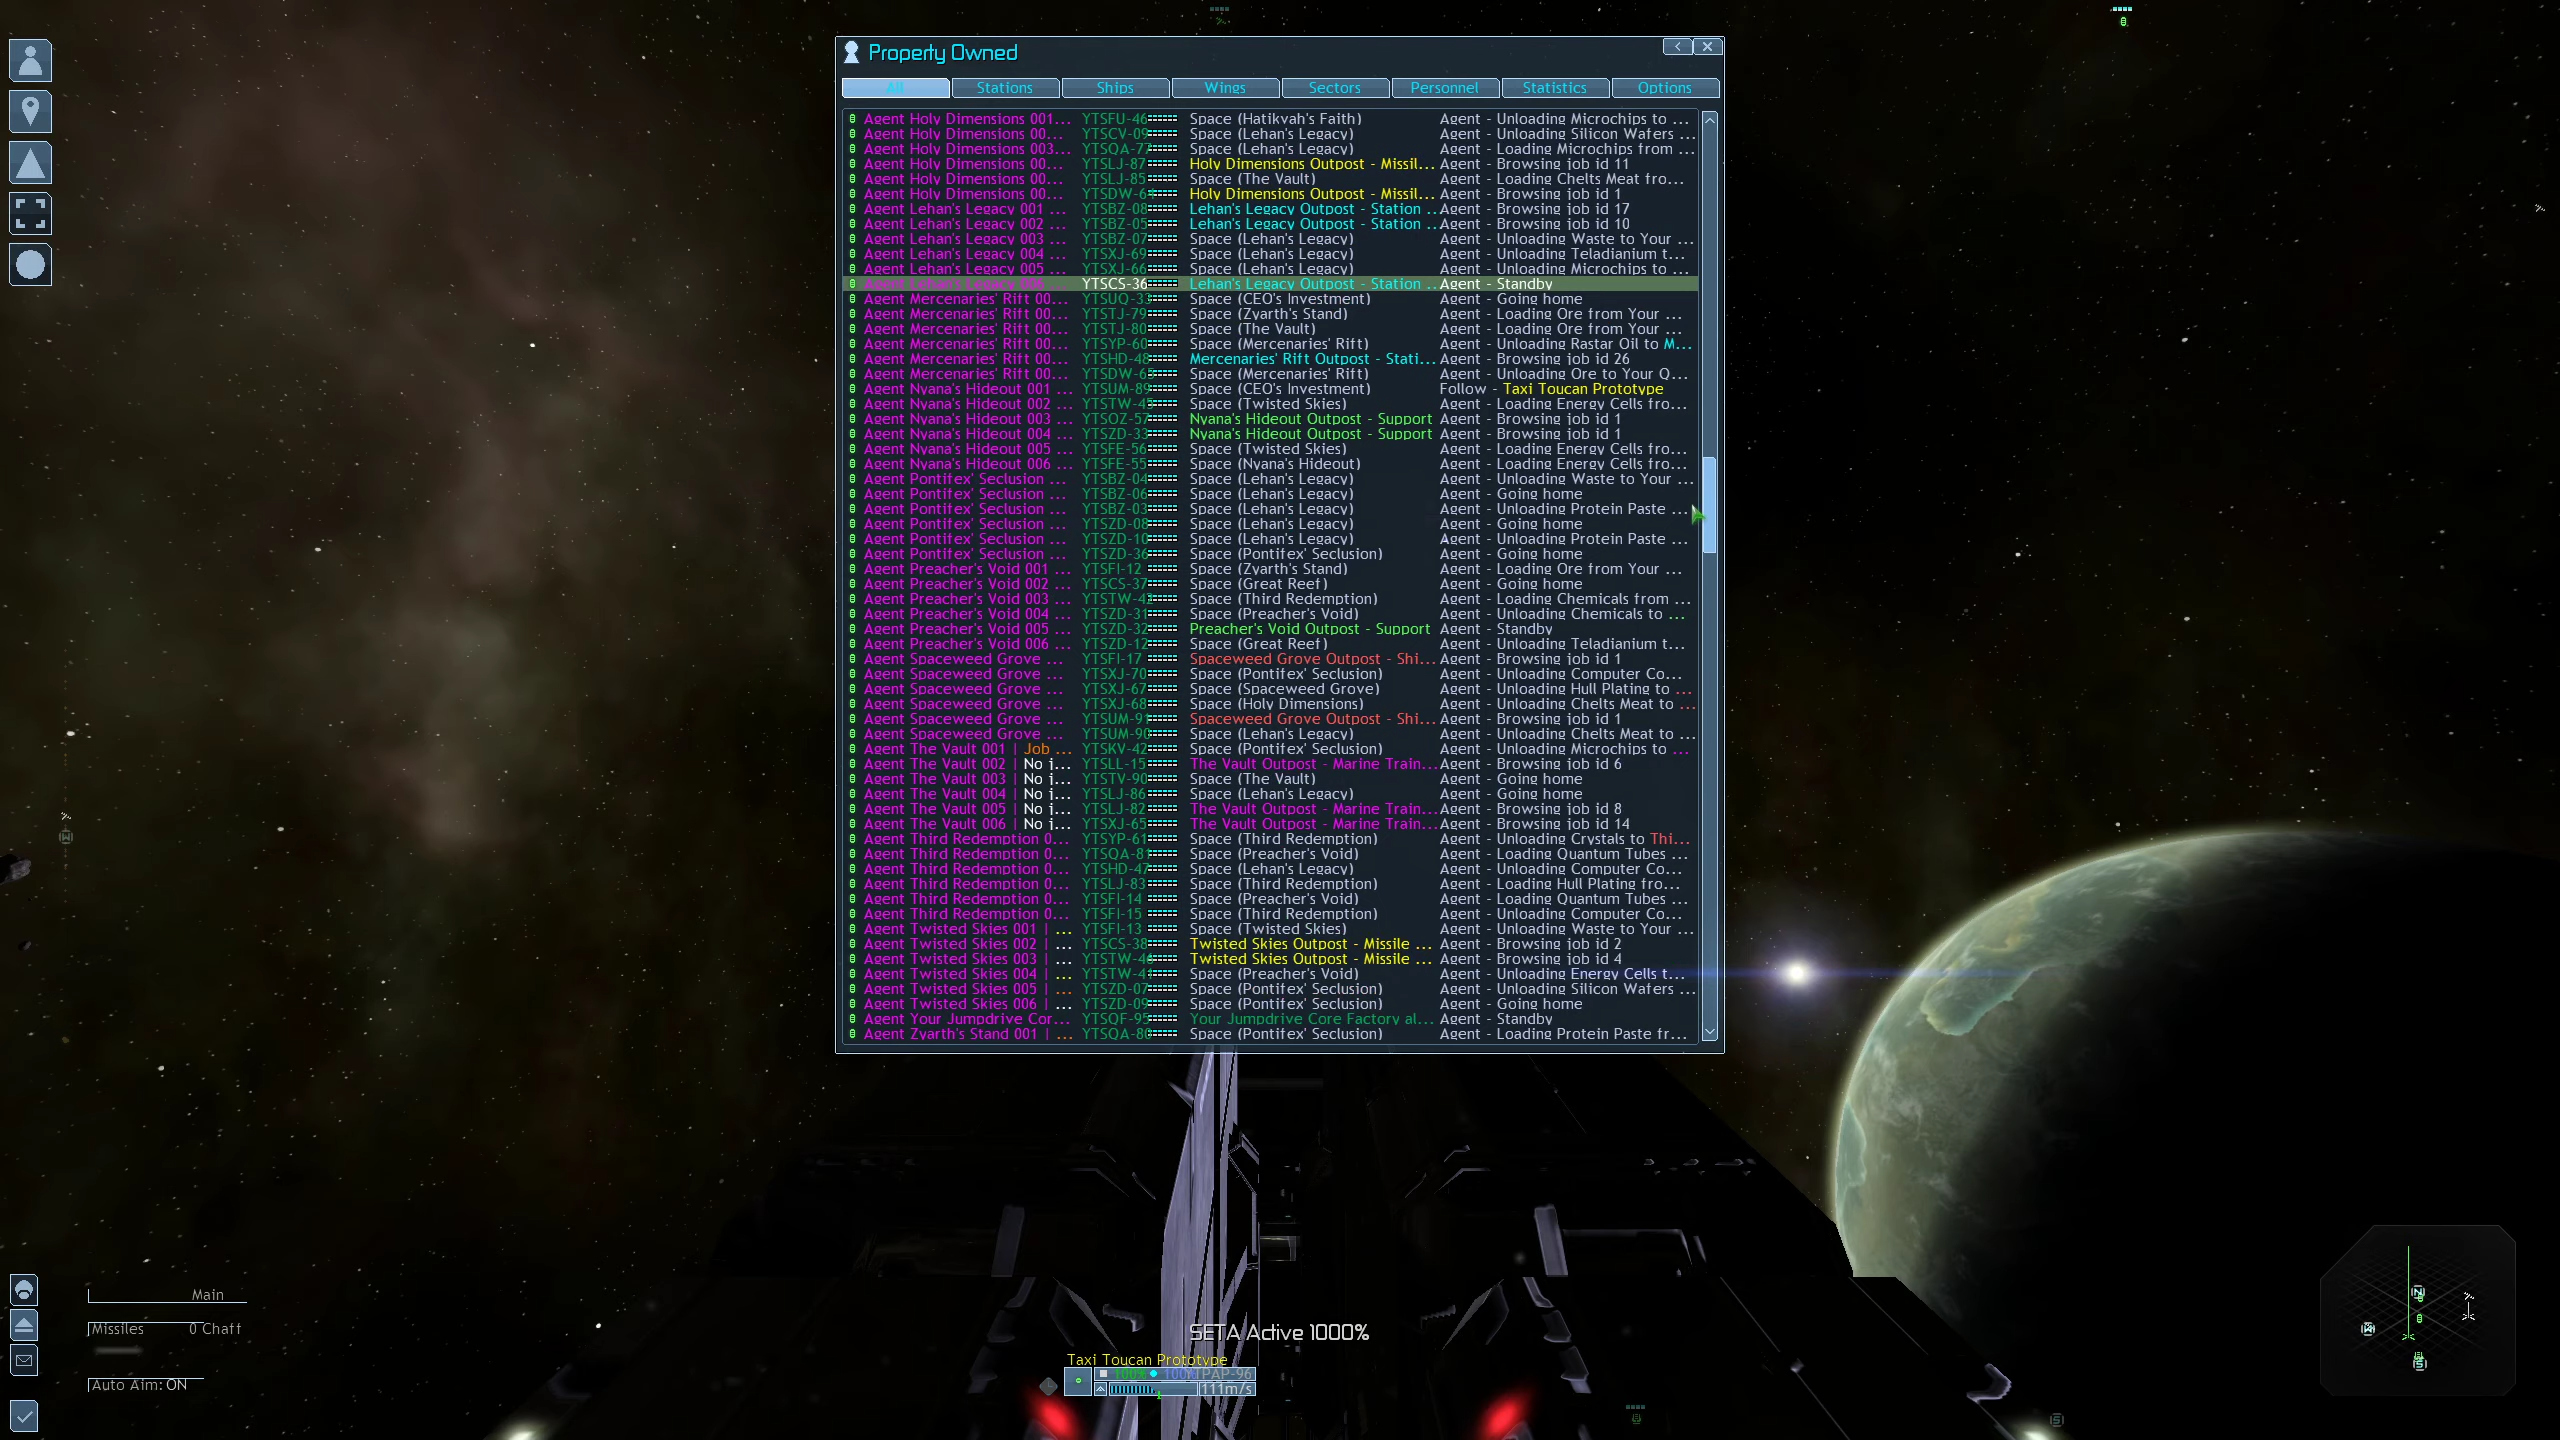 Property Owned
All Stations Ships Wings Sectors Personnel Statistics Options
Agent Holy Dimensions 001... YTSFU-46 Space (Hatikvah's Faith) Agent - Unloading Microchips to ...
Agent Holy Dimensions 00... YTSCV-09 Space (Lehan's Legacy) Agent - Unloading Silicon Wafers ...
Agent Holy Dimensions 003... YTSQA-77 Space (Lehan's Legacy) Agent - Loading Microchips from ...
Agent Holy Dimensions 00... YTSLJ-87 Holy Dimensions Outpost - Missil... Agent - Browsing job id 11
Agent Holy Dimensions 00... YTSLJ-85 Space (The Vault) Agent - Loading Chelts Meat fro...
Agent Holy Dimensions 00... YTSDW-64 Holy Dimensions Outpost - Missil... Agent - Browsing job id 1
Agent Lehan's Legacy 001 ... YTSBZ-08 Lehan's Legacy Outpost - Station ... Agent - Browsing job id 17
Agent Lehan's Legacy 002 ... YTSBZ-05 Lehan's Legacy Outpost - Station ... Agent - Browsing job id 10
Agent Lehan's Legacy 003 ... YTSBZ-07 Space (Lehan's Legacy) Agent - Unloading Waste to Your ...
Agent Lehan's Legacy 004 ... YTSXJ-69 Space (Lehan's Legacy) Agent - Unloading Teladianium t...
Agent Lehan's Legacy 005 ... YTSXJ-66 Space (Lehan's Legacy) Agent - Unloading Microchips to ...
Agent Lehan's Legacy 006 ... YTSCS-36 Lehan's Legacy Outpost - Station ... Agent - Standby
Agent Mercenaries' Rift 00... YTSUQ-33 Space (CEO's Investment) Agent - Going home
Agent Mercenaries' Rift 00... YTSTJ-79 Space (Zyarth's Stand) Agent - Loading Ore from Your ...
Agent Mercenaries' Rift 00... YTSTJ-80 Space (The Vault) Agent - Loading Ore from Your ...
Agent Mercenaries' Rift 00... YTSYP-60 Space (Mercenaries' Rift) Agent - Unloading Rastar Oil to M...
Agent Mercenaries' Rift 00... YTSHD-48 Mercenaries' Rift Outpost - Stati... Agent - Browsing job id 26
Agent Mercenaries' Rift 00... YTSDW-65 Space (Mercenaries' Rift) Agent - Unloading Ore to Your Q...
Agent Nyana's Hideout 001 ... YTSUM-89 Space (CEO's Investment) Follow - Taxi Toucan Prototype
Agent Nyana's Hideout 002 ... YTSTW-45 Space (Twisted Skies) Agent - Loading Energy Cells fro...
Agent Nyana's Hideout 003 ... YTSOZ-57 Nyana's Hideout Outpost - Support Agent - Browsing job id 1
Agent Nyana's Hideout 004 ... YTSZD-33 Nyana's Hideout Outpost - Support Agent - Browsing job id 1
Agent Nyana's Hideout 005 ... YTSFE-56 Space (Twisted Skies) Agent - Loading Energy Cells fro...
Agent Nyana's Hideout 006 ... YTSFE-55 Space (Nyana's Hideout) Agent - Loading Energy Cells fro...
Agent Pontifex' Seclusion ... YTSBZ-04 Space (Lehan's Legacy) Agent - Unloading Waste to Your ...
Agent Pontifex' Seclusion ... YTSBZ-06 Space (Lehan's Legacy) Agent - Going home
Agent Pontifex' Seclusion ... YTSBZ-03 Space (Lehan's Legacy) Agent - Unloading Protein Paste ...
Agent Pontifex' Seclusion ... YTSZD-08 Space (Lehan's Legacy) Agent - Going home
Agent Pontifex' Seclusion ... YTSZD-10 Space (Lehan's Legacy) Agent - Unloading Protein Paste ...
Agent Pontifex' Seclusion ... YTSZD-36 Space (Pontifex' Seclusion) Agent - Going home
Agent Preacher's Void 001 ... YTSFI-12 Space (Zyarth's Stand) Agent - Loading Ore from Your ...
Agent Preacher's Void 002 ... YTSCS-37 Space (Great Reef) Agent - Going home
Agent Preacher's Void 003 ... YTSTW-42 Space (Third Redemption) Agent - Loading Chemicals from ...
Agent Preacher's Void 004 ... YTSZD-31 Space (Preacher's Void) Agent - Unloading Chemicals to ...
Agent Preacher's Void 005 ... YTSZD-32 Preacher's Void Outpost - Support Agent - Standby
Agent Preacher's Void 006 ... YTSZD-12 Space (Great Reef) Agent - Unloading Teladianium t...
Agent Spaceweed Grove ... YTSFI-17 Spaceweed Grove Outpost - Shi... Agent - Browsing job id 1
Agent Spaceweed Grove ... YTSXJ-70 Space (Pontifex' Seclusion) Agent - Unloading Computer Co...
Agent Spaceweed Grove ... YTSXJ-67 Space (Spaceweed Grove) Agent - Unloading Hull Plating to ...
Agent Spaceweed Grove ... YTSXJ-68 Space (Holy Dimensions) Agent - Unloading Chelts Meat to ...
Agent Spaceweed Grove ... YTSUM-91 Spaceweed Grove Outpost - Shi... Agent - Browsing job id 1
Agent Spaceweed Grove ... YTSUM-90 Space (Lehan's Legacy) Agent - Unloading Chelts Meat to ...
Agent The Vault 001 | Job ... YTSKV-42 Space (Pontifex' Seclusion) Agent - Unloading Microchips to ...
Agent The Vault 002 | No j... YTSLL-15 The Vault Outpost - Marine Train... Agent - Browsing job id 6
Agent The Vault 003 | No j... YTSTV-90 Space (The Vault) Agent - Going home
Agent The Vault 004 | No j... YTSLJ-86 Space (Lehan's Legacy) Agent - Going home
Agent The Vault 005 | No j... YTSLJ-82 The Vault Outpost - Marine Train... Agent - Browsing job id 8
Agent The Vault 006 | No j... YTSXJ-65 The Vault Outpost - Marine Train... Agent - Browsing job id 14
Agent Third Redemption 0... YTSYP-61 Space (Third Redemption) Agent - Unloading Crystals to Thi...
Agent Third Redemption 0... YTSQA-81 Space (Preacher's Void) Agent - Loading Quantum Tubes ...
Agent Third Redemption 0... YTSHD-47 Space (Lehan's Legacy) Agent - Unloading Computer Co...
Agent Third Redemption 0... YTSLJ-83 Space (Third Redemption) Agent - Loading Hull Plating fro...
Agent Third Redemption 0... YTSFI-14 Space (Preacher's Void) Agent - Loading Quantum Tubes ...
Agent Third Redemption 0... YTSFI-15 Space (Third Redemption) Agent - Unloading Computer Co...
Agent Twisted Skies 001 | ... YTSFI-13 Space (Twisted Skies) Agent - Unloading Waste to Your ...
Agent Twisted Skies 002 | ... YTSCS-38 Twisted Skies Outpost - Missile ... Agent - Browsing job id 2
Agent Twisted Skies 003 | ... YTSTW-46 Twisted Skies Outpost - Missile ... Agent - Browsing job id 4
Agent Twisted Skies 004 | ... YTSTW-41 Space (Preacher's Void) Agent - Unloading Energy Cells t...
Agent Twisted Skies 005 | ... YTSZD-07 Space (Pontifex' Seclusion) Agent - Unloading Silicon Wafers ...
Agent Twisted Skies 006 | ... YTSZD-09 Space (Pontifex' Seclusion) Agent - Going home
Agent Your Jumpdrive Cor... YTSQF-95 Your Jumpdrive Core Factory al... Agent - Standby
Agent Zyarth's Stand 001 | ... YTSQA-80 Space (Pontifex' Seclusion) Agent - Loading Protein Paste fr...
Main
Missiles 0 Chaff
Auto Aim: ON
SETA Active 1000%
Taxi Toucan Prototype
100% 100% PAP-96
111m/s